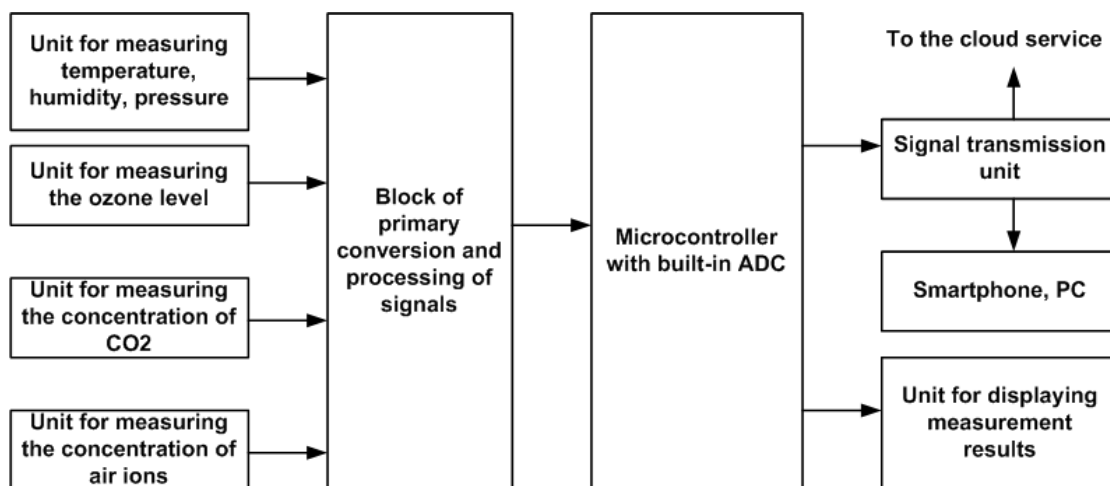 Unit for measuring
temperature,
humidity, pressure
Unit for measuring
the ozone level
Unit for measuring
the concentration of
CO2
Unit for measuring
the concentration of
air ions
Block of
primary
conversion and
processing of
signals
Microcontroller
with built-in ADC
To the cloud service
Signal transmission
unit
Smartphone, PC
Unit for displaying
measurement
results